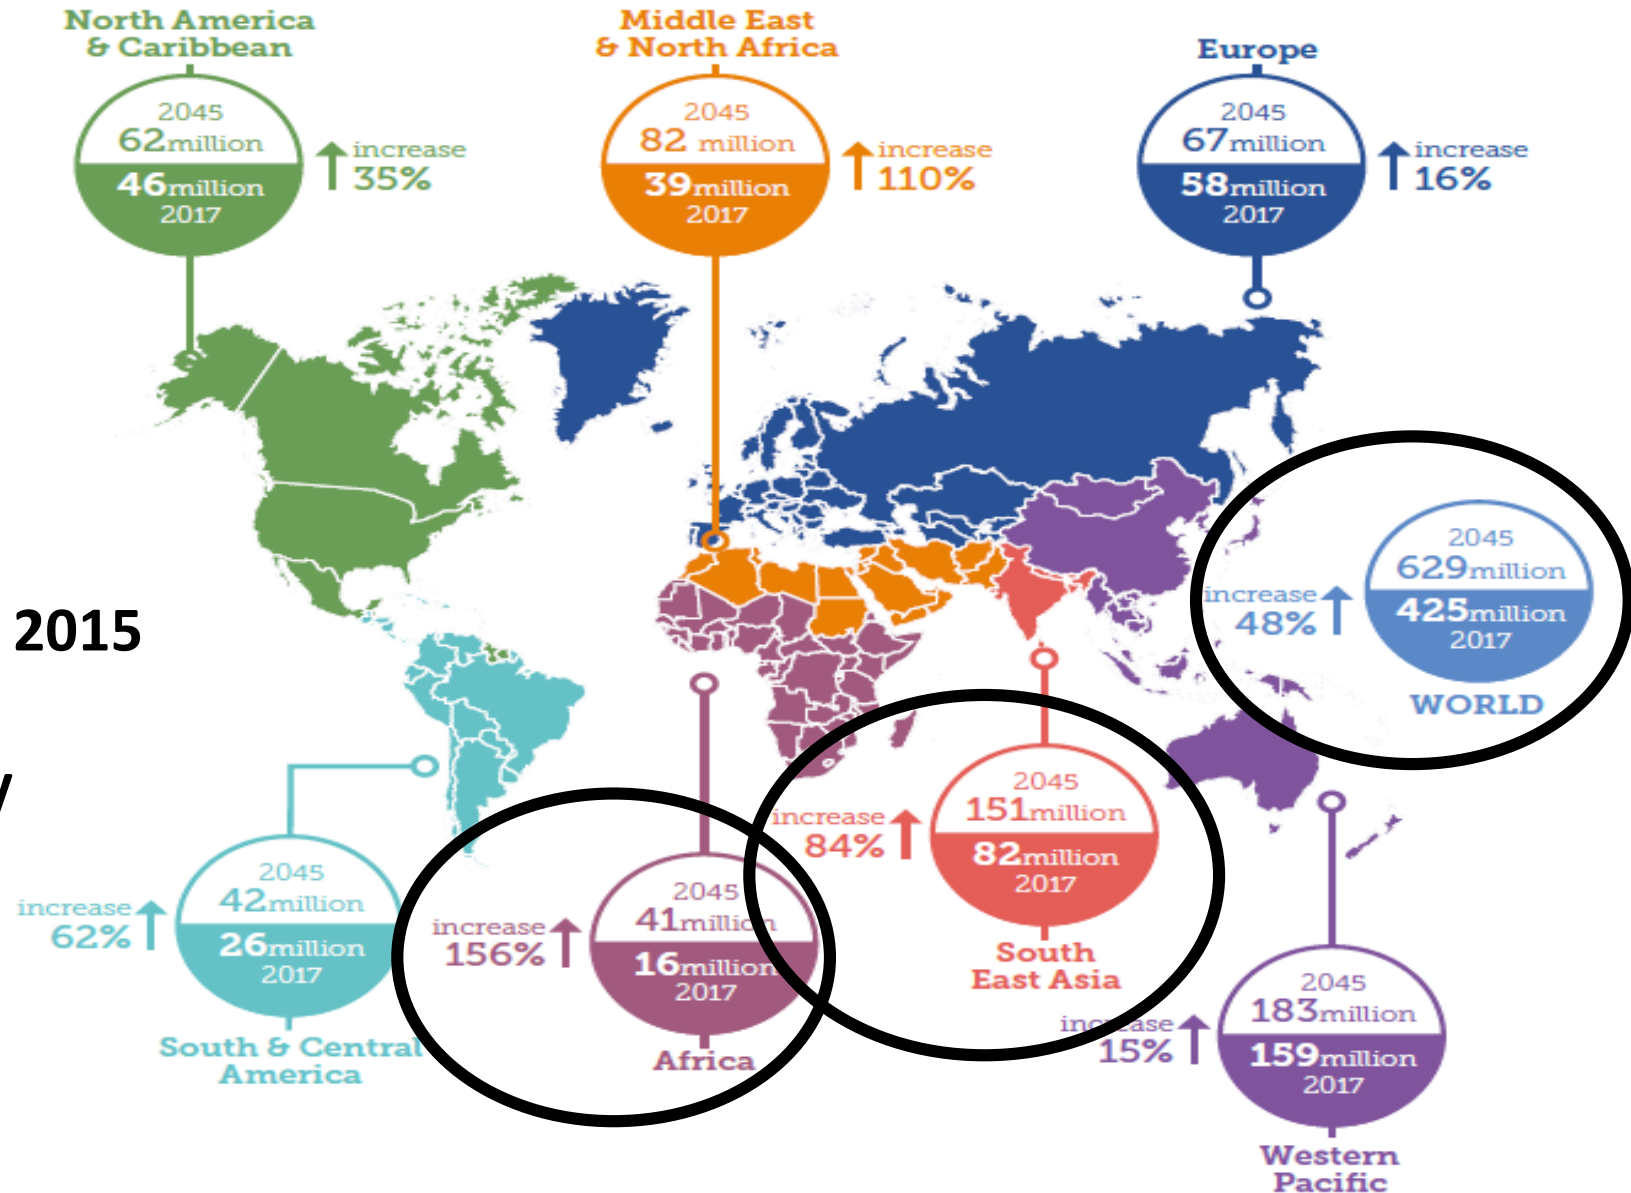 North America
& Caribbean
2045
62million
46million
2017
increase
35%
Middle East
& North Africa
2045
82 million
39million
2017
increase
110%
Europe
2045
67million
58million
2017
increase
16%
2045
629million
425million
2017
increase
48%
WORLD
2015
/
2045
151million
82million
2017
increase
84%
South
East Asia
2045
42million
26million
2017
increase
62%
South & Central
America
2045
41million
16million
2017
increase
156%
Africa
2045
183million
159million
2017
increase
15%
Western
Pacific